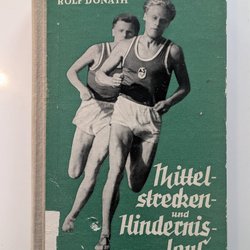 ROLF DONATH
Mittel-
strecken-
und
Hindernis-
lauf